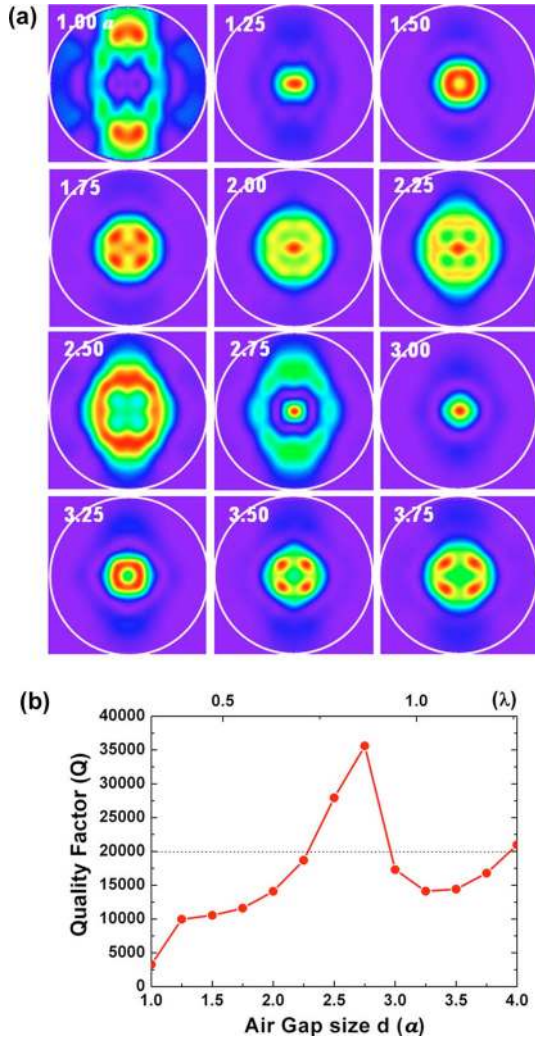 (a)
1.00 a 1.25 1.50
1.75 2.00 2.25
2.50 2.75 3.00
3.25 3.50 3.75
(b)
0.5 1.0 (λ)
40000
35000
30000
25000
20000
15000
10000
5000
0
Quality Factor (Q)
1.0 1.5 2.0 2.5 3.0 3.5 4.0
Air Gap size d (a)